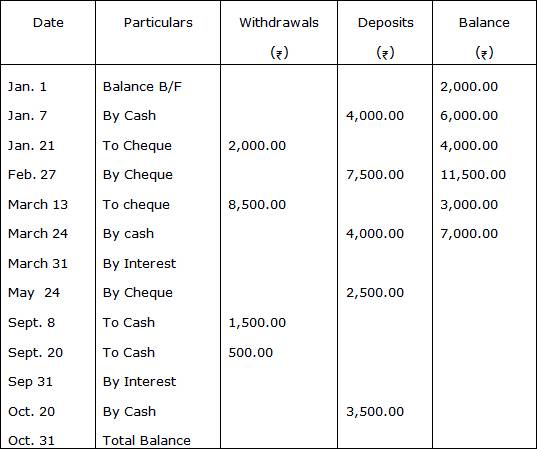 Date Particulars Withdrawals Deposits Balance
(₹) (₹) (₹)
Jan. 1 Balance B/F 2,000.00
Jan. 7 By Cash 4,000.00 6,000.00
Jan. 21 To Cheque 2,000.00 4,000.00
Feb. 27 By Cheque 7,500.00 11,500.00
March 13 To cheque 8,500.00 3,000.00
March 24 By cash 4,000.00 7,000.00
March 31 By Interest
May 24 By Cheque 2,500.00
Sept. 8 To Cash 1,500.00
Sept. 20 To Cash 500.00
Sep 31 By Interest
Oct. 20 By Cash 3,500.00
Oct. 31 Total Balance